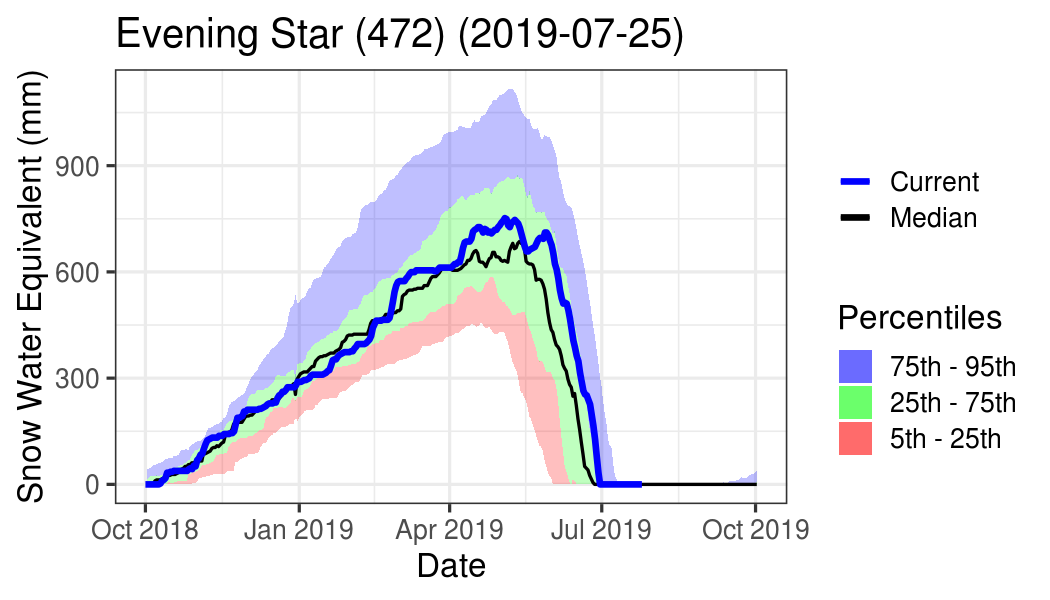 Evening Star (472) (2019-07-25)
Snow Water Equivalent (mm)
900
600
300
0
Oct 2018
Jan 2019
Apr 2019
Jul 2019
Oct 2019
Date
Current
Median
Percentiles
75th - 95th
25th - 75th
5th - 25th